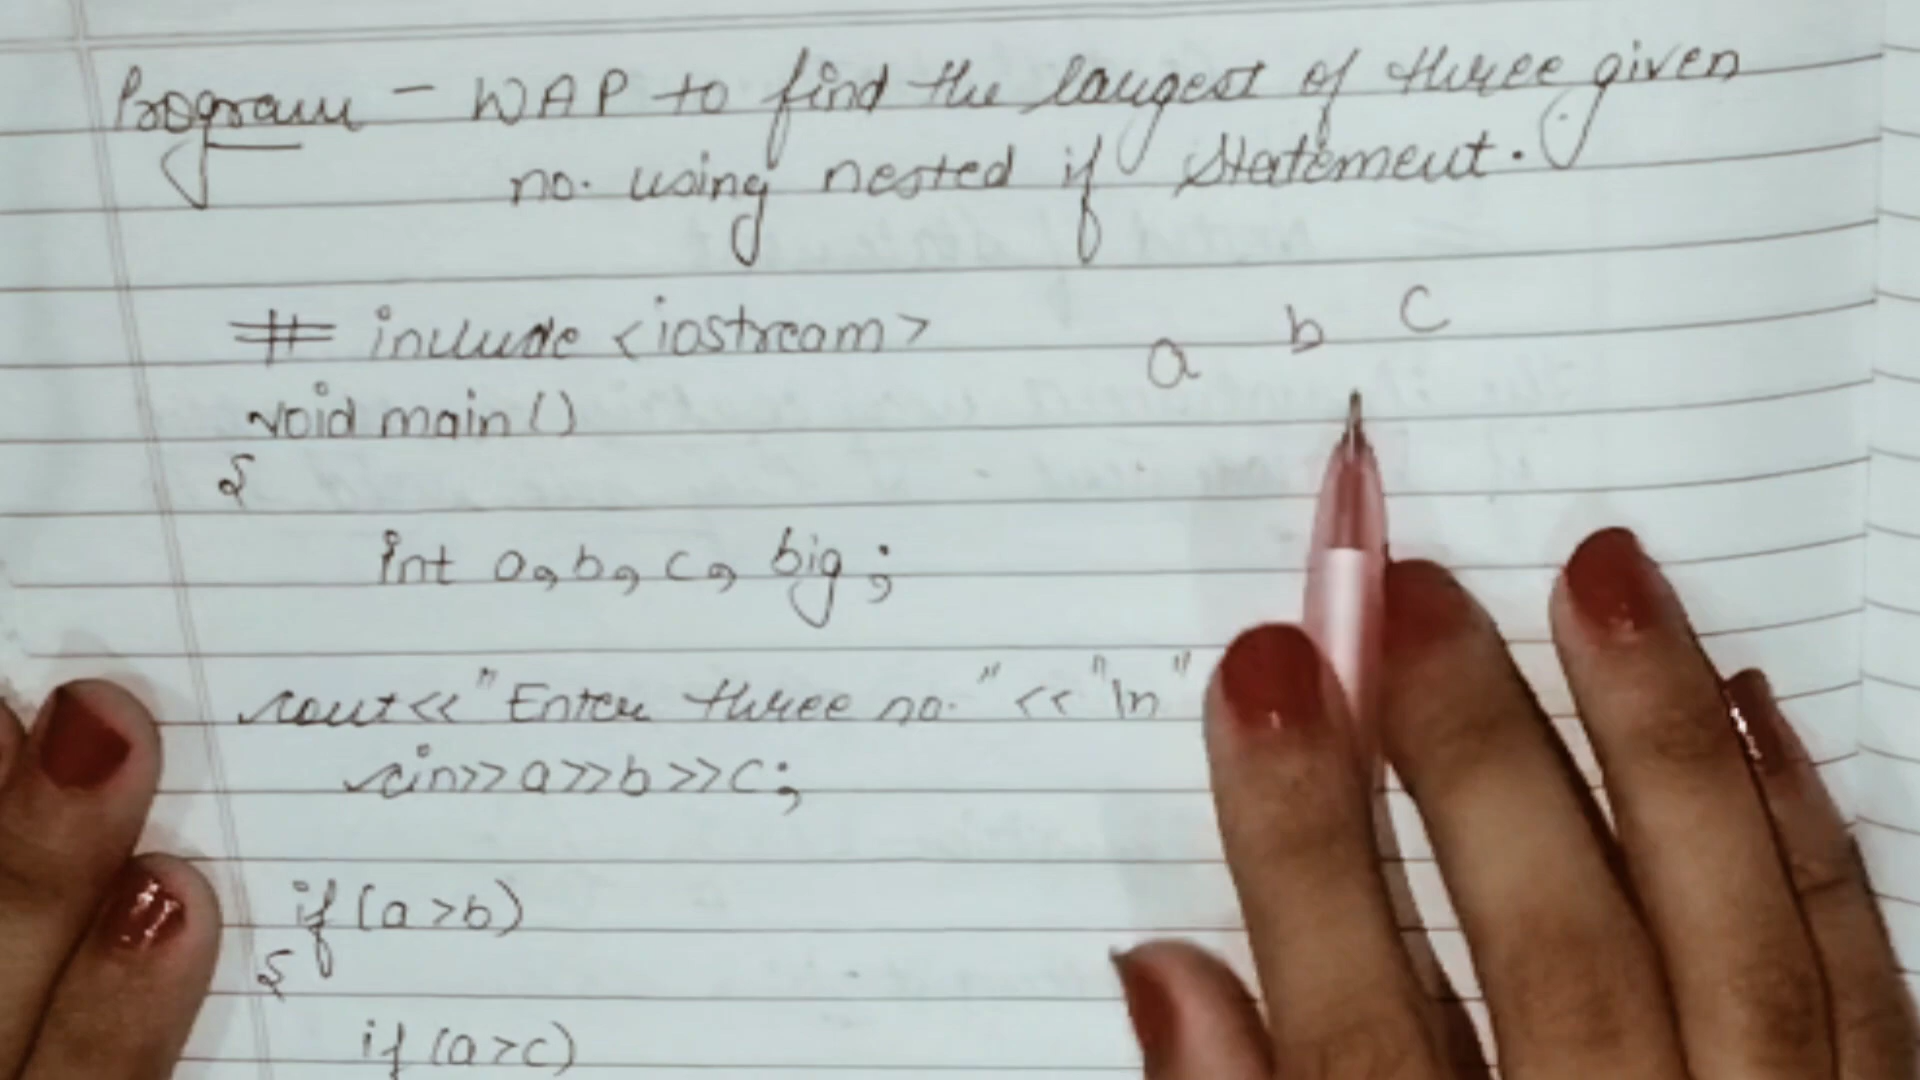 Program - WAP to find the largest of three given
no. using nested if statement.
# include <iostream>
a b c
void main()
{
int a, b, c, big;
cout<<"Enter three no." <<"\n"
cin>>a>>b>>c;
if (a>b)
{
if (a>c)